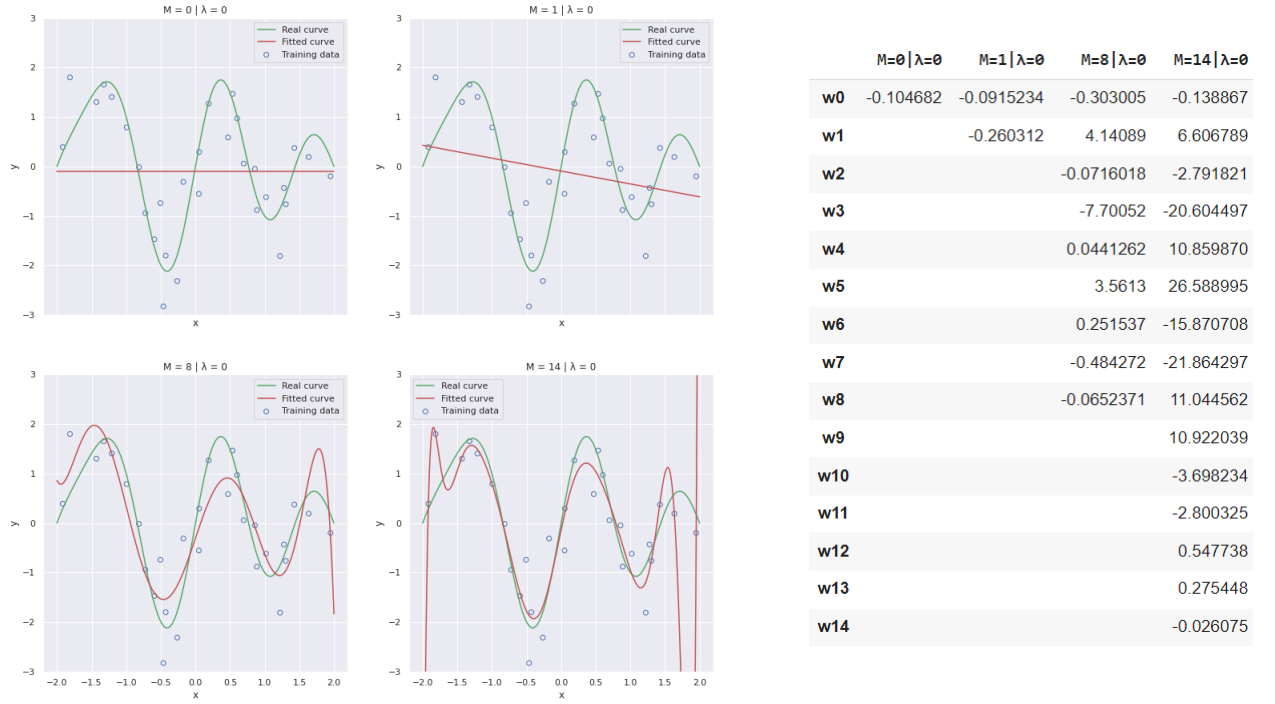 M = 0 | λ = 0
Real curve
Fitted curve
Training data
3
2
1
0
−1
−2
−3
y
x
M = 1 | λ = 0
Real curve
Fitted curve
Training data
3
2
1
0
−1
−2
−3
y
x
M = 8 | λ = 0
Real curve
Fitted curve
Training data
3
2
1
0
−1
−2
−3
y
−2.0 −1.5 −1.0 −0.5 0.0 0.5 1.0 1.5 2.0
x
M = 14 | λ = 0
Real curve
Fitted curve
Training data
3
2
1
0
−1
−2
−3
y
−2.0 −1.5 −1.0 −0.5 0.0 0.5 1.0 1.5 2.0
x
M=0|λ=0 M=1|λ=0 M=8|λ=0 M=14|λ=0
w0 -0.104682 -0.0915234 -0.303005 -0.138867
w1 -0.260312 4.14089 6.606789
w2 -0.0716018 -2.791821
w3 -7.70052 -20.604497
w4 0.0441262 10.859870
w5 3.5613 26.588995
w6 0.251537 -15.870708
w7 -0.484272 -21.864297
w8 -0.0652371 11.044562
w9 10.922039
w10 -3.698234
w11 -2.800325
w12 0.547738
w13 0.275448
w14 -0.026075